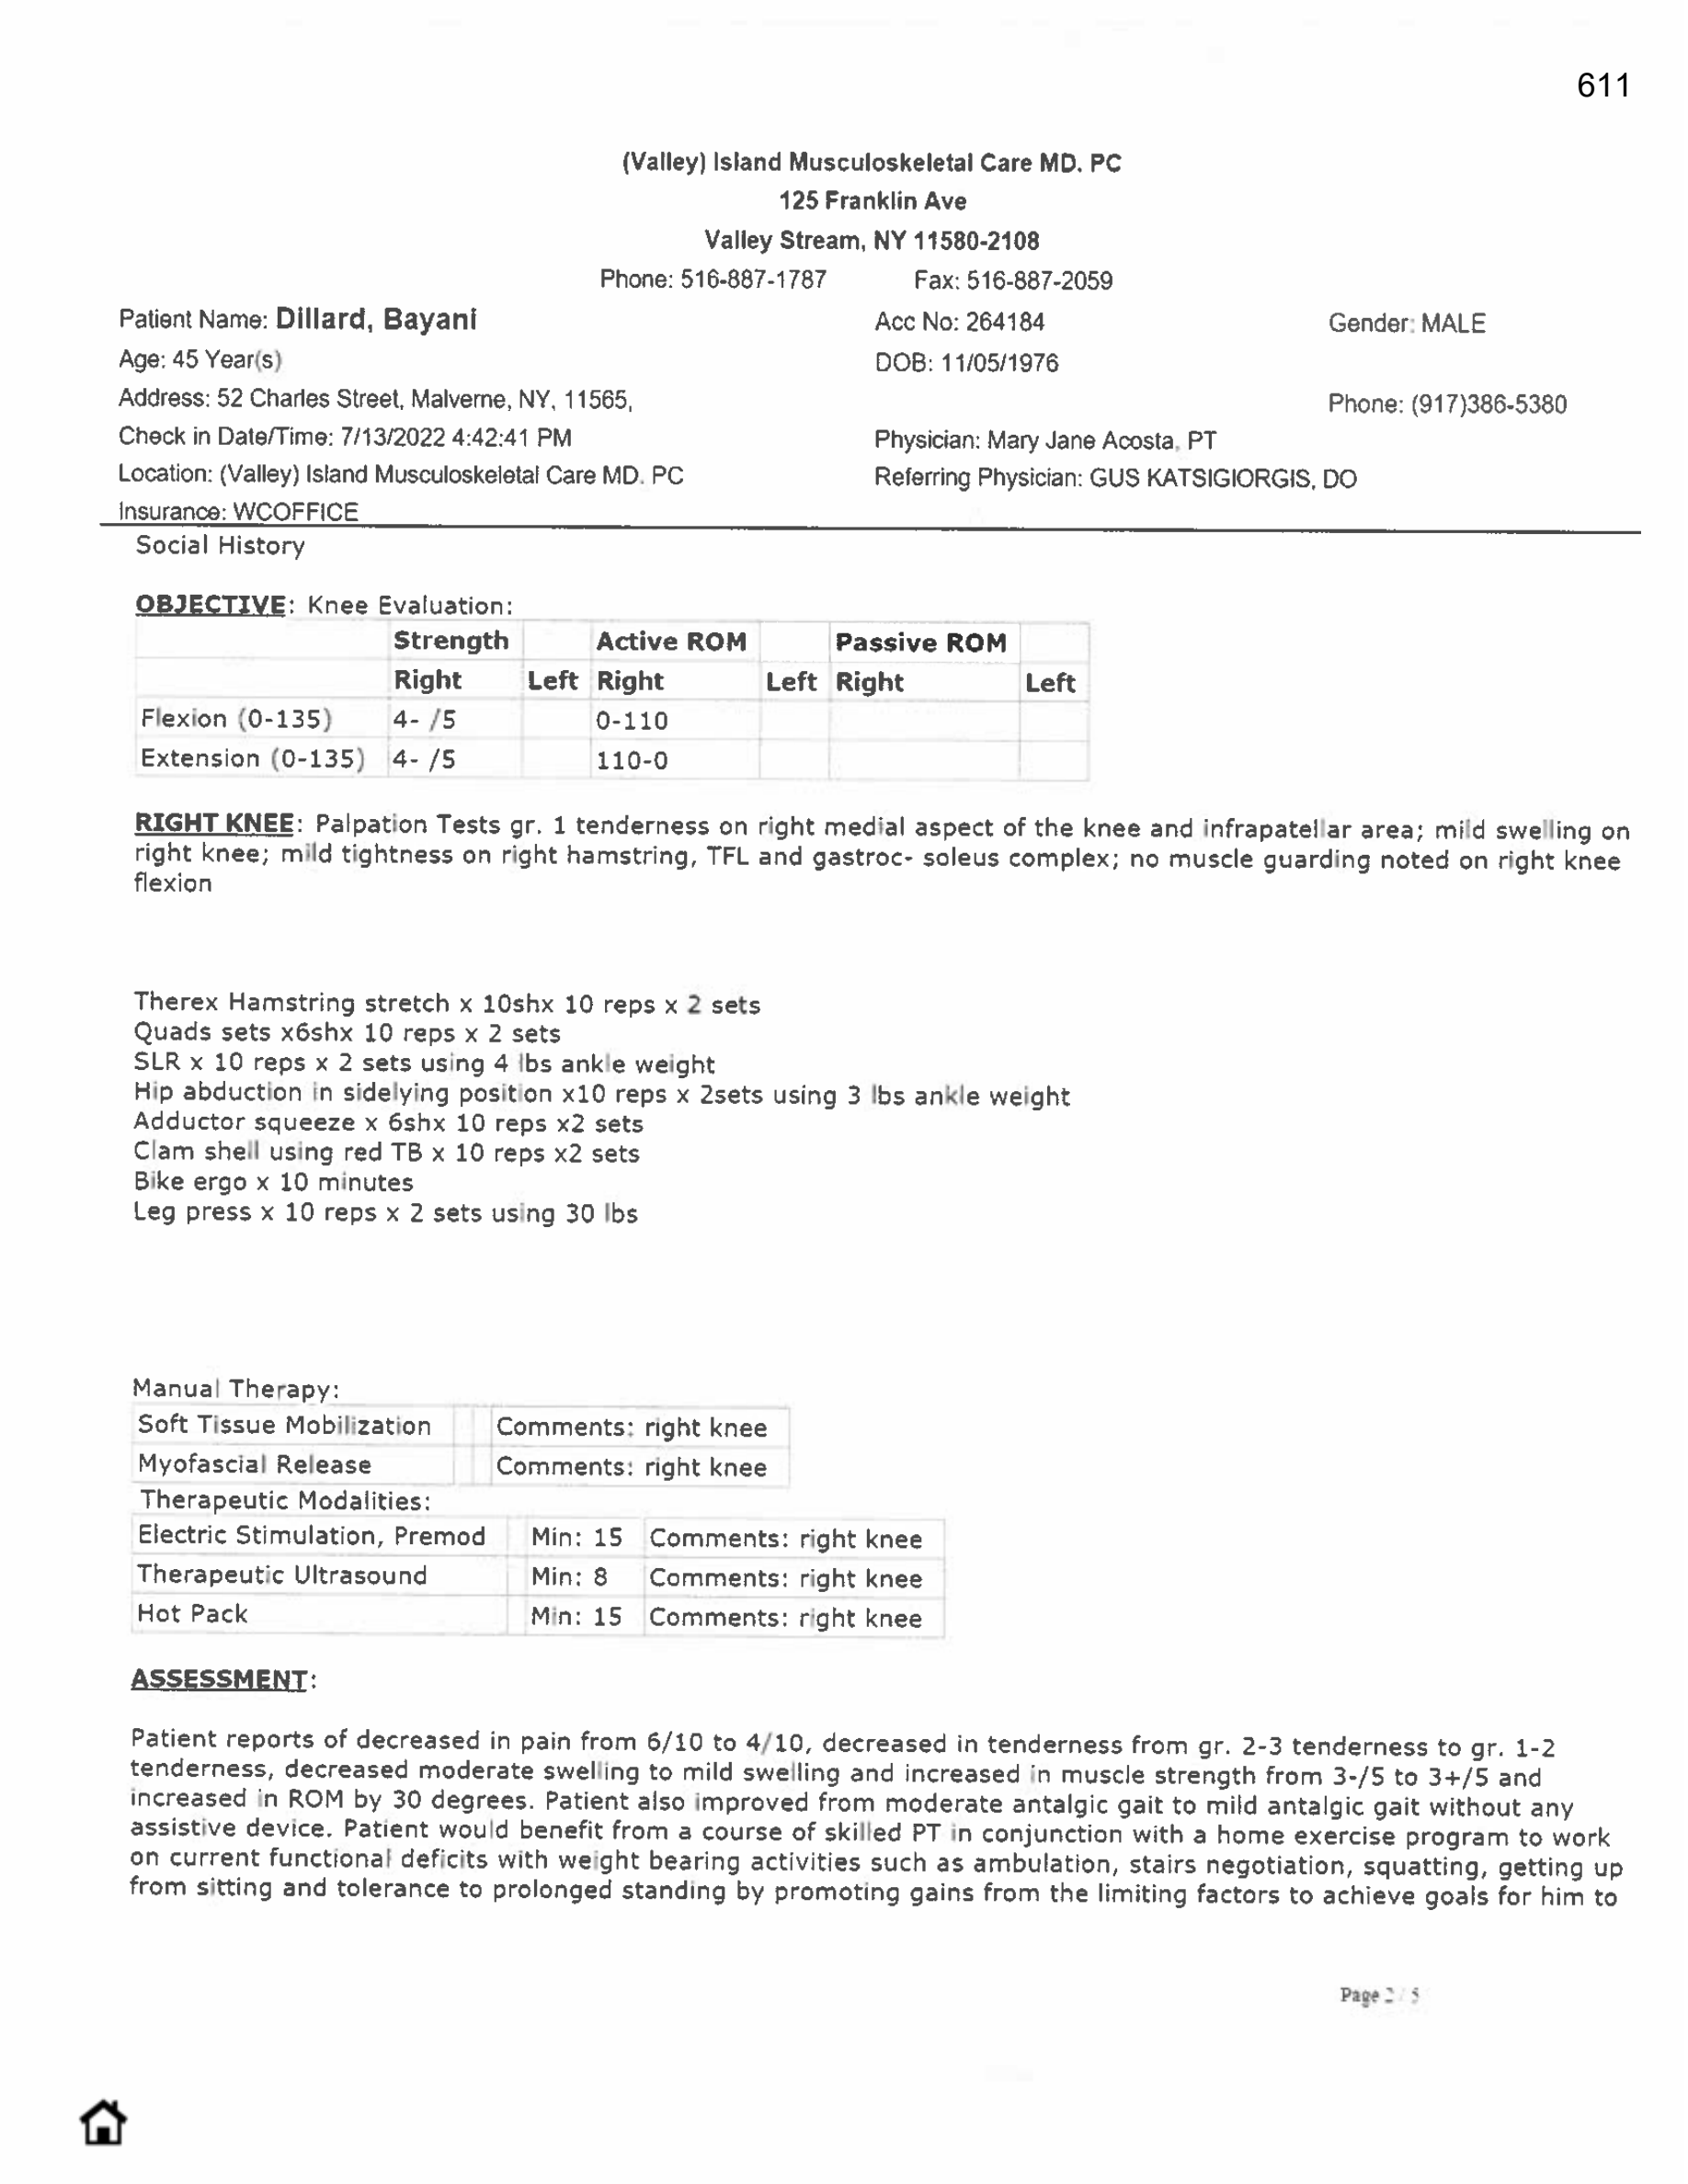 611
(Valley) Island Musculoskeletal Care MD. PC
125 Franklin Ave
Valley Stream, NY 11580-2108
Phone: 516-887-1787 Fax: 516-887-2059
Patient Name: Dillard, Bayani Acc No: 264184 Gender: MALE
Age: 45 Year(s) DOB: 11/05/1976
Address: 52 Charles Street, Malverne, NY, 11565, Phone: (917)386-5380
Check in Date/Time: 7/13/2022 4:42:41 PM Physician: Mary Jane Acosta, PT
Location: (Valley) Island Musculoskeletal Care MD. PC Referring Physician: GUS KATSIGIORGIS, DO
Insurance: WCOFFICE
Social History
OBJECTIVE: Knee Evaluation:
Strength Active ROM Passive ROM
Right Left Right Left Right Left
Flexion (0-135) 4- /5 0-110
Extension (0-135) 4- /5 110-0
RIGHT KNEE: Palpation Tests gr. 1 tenderness on right medial aspect of the knee and infrapatellar area; mild swelling on
right knee; mild tightness on right hamstring, TFL and gastroc- soleus complex; no muscle guarding noted on right knee
flexion
Therex Hamstring stretch x 10shx 10 reps x 2 sets
Quads sets x6shx 10 reps x 2 sets
SLR x 10 reps x 2 sets using 4 lbs ankle weight
Hip abduction in sidelying position x10 reps x 2sets using 3 lbs ankle weight
Adductor squeeze x 6shx 10 reps x2 sets
Clam shell using red TB x 10 reps x2 sets
Bike ergo x 10 minutes
Leg press x 10 reps x 2 sets using 30 lbs
Manual Therapy:
Soft Tissue Mobilization Comments: right knee
Myofascial Release Comments: right knee
Therapeutic Modalities:
Electric Stimulation, Premod Min: 15 Comments: right knee
Therapeutic Ultrasound Min: 8 Comments: right knee
Hot Pack Min: 15 Comments: right knee
ASSESSMENT:
Patient reports of decreased in pain from 6/10 to 4/10, decreased in tenderness from gr. 2-3 tenderness to gr. 1-2
tenderness, decreased moderate swelling to mild swelling and increased in muscle strength from 3-/5 to 3+/5 and
increased in ROM by 30 degrees. Patient also improved from moderate antalgic gait to mild antalgic gait without any
assistive device. Patient would benefit from a course of skilled PT in conjunction with a home exercise program to work
on current functional deficits with weight bearing activities such as ambulation, stairs negotiation, squatting, getting up
from sitting and tolerance to prolonged standing by promoting gains from the limiting factors to achieve goals for him to
Page 2 / 5